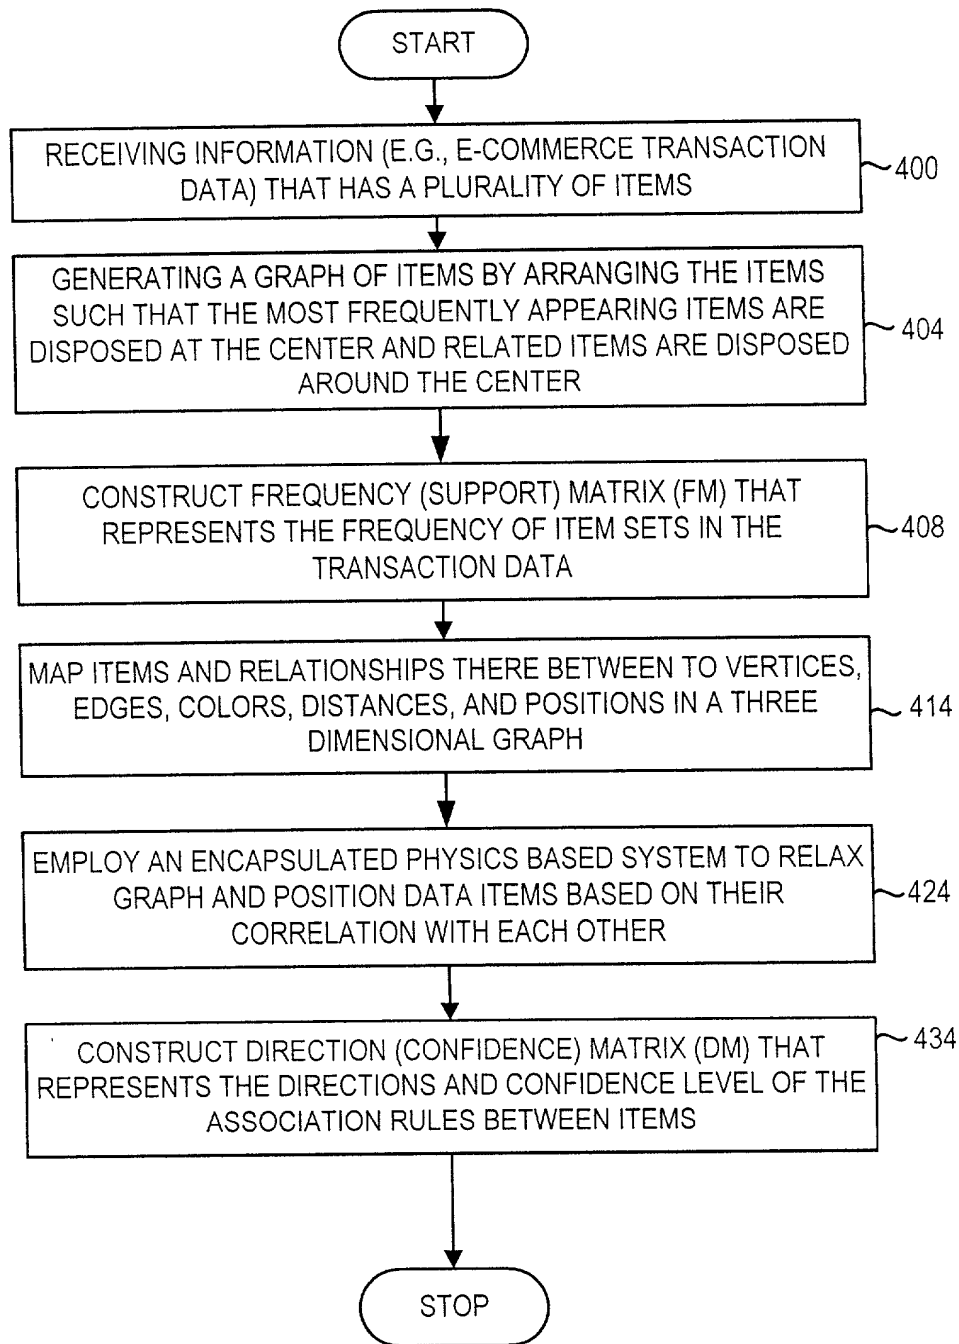 START
RECEIVING INFORMATION (E.G., E-COMMERCE TRANSACTION
DATA) THAT HAS A PLURALITY OF ITEMS
400
GENERATING A GRAPH OF ITEMS BY ARRANGING THE ITEMS
SUCH THAT THE MOST FREQUENTLY APPEARING ITEMS ARE
DISPOSED AT THE CENTER AND RELATED ITEMS ARE DISPOSED
AROUND THE CENTER
404
CONSTRUCT FREQUENCY (SUPPORT) MATRIX (FM) THAT
REPRESENTS THE FREQUENCY OF ITEM SETS IN THE
TRANSACTION DATA
408
MAP ITEMS AND RELATIONSHIPS THERE BETWEEN TO VERTICES,
EDGES, COLORS, DISTANCES, AND POSITIONS IN A THREE
DIMENSIONAL GRAPH
414
EMPLOY AN ENCAPSULATED PHYSICS BASED SYSTEM TO RELAX
GRAPH AND POSITION DATA ITEMS BASED ON THEIR
CORRELATION WITH EACH OTHER
424
CONSTRUCT DIRECTION (CONFIDENCE) MATRIX (DM) THAT
REPRESENTS THE DIRECTIONS AND CONFIDENCE LEVEL OF THE
ASSOCIATION RULES BETWEEN ITEMS
434
STOP